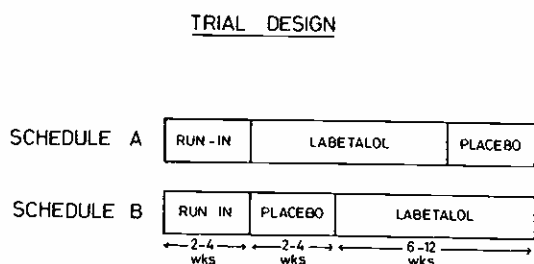 TRIAL DESIGN
SCHEDULE A RUN-IN LABETALOL PLACEBO
SCHEDULE B RUN IN PLACEBO LABETALOL
2-4 wks 2-4 wks 6-12 wks